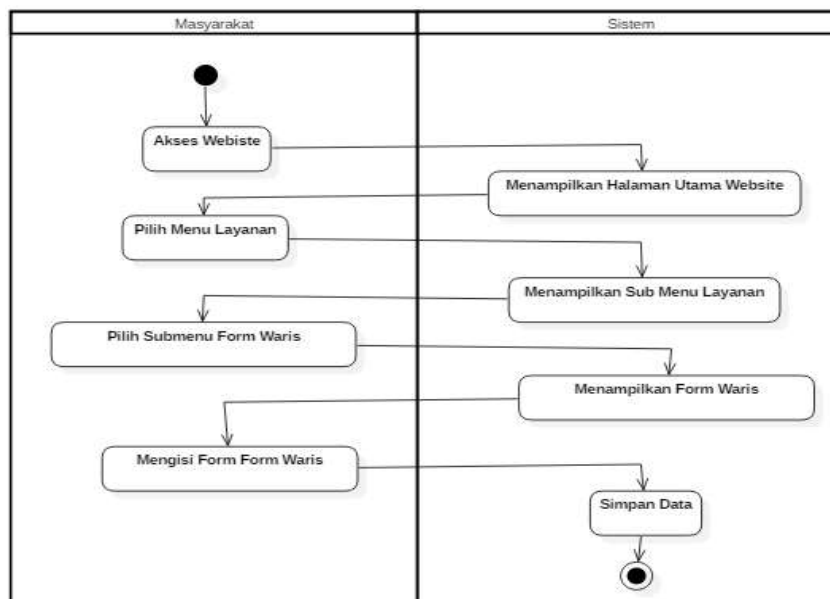 Masyarakat
Sistem
Akses Webiste
Menampilkan Halaman Utama Website
Pilih Menu Layanan
Menampilkan Sub Menu Layanan
Pilih Submenu Form Waris
Menampilkan Form Waris
Mengisi Form Form Waris
Simpan Data